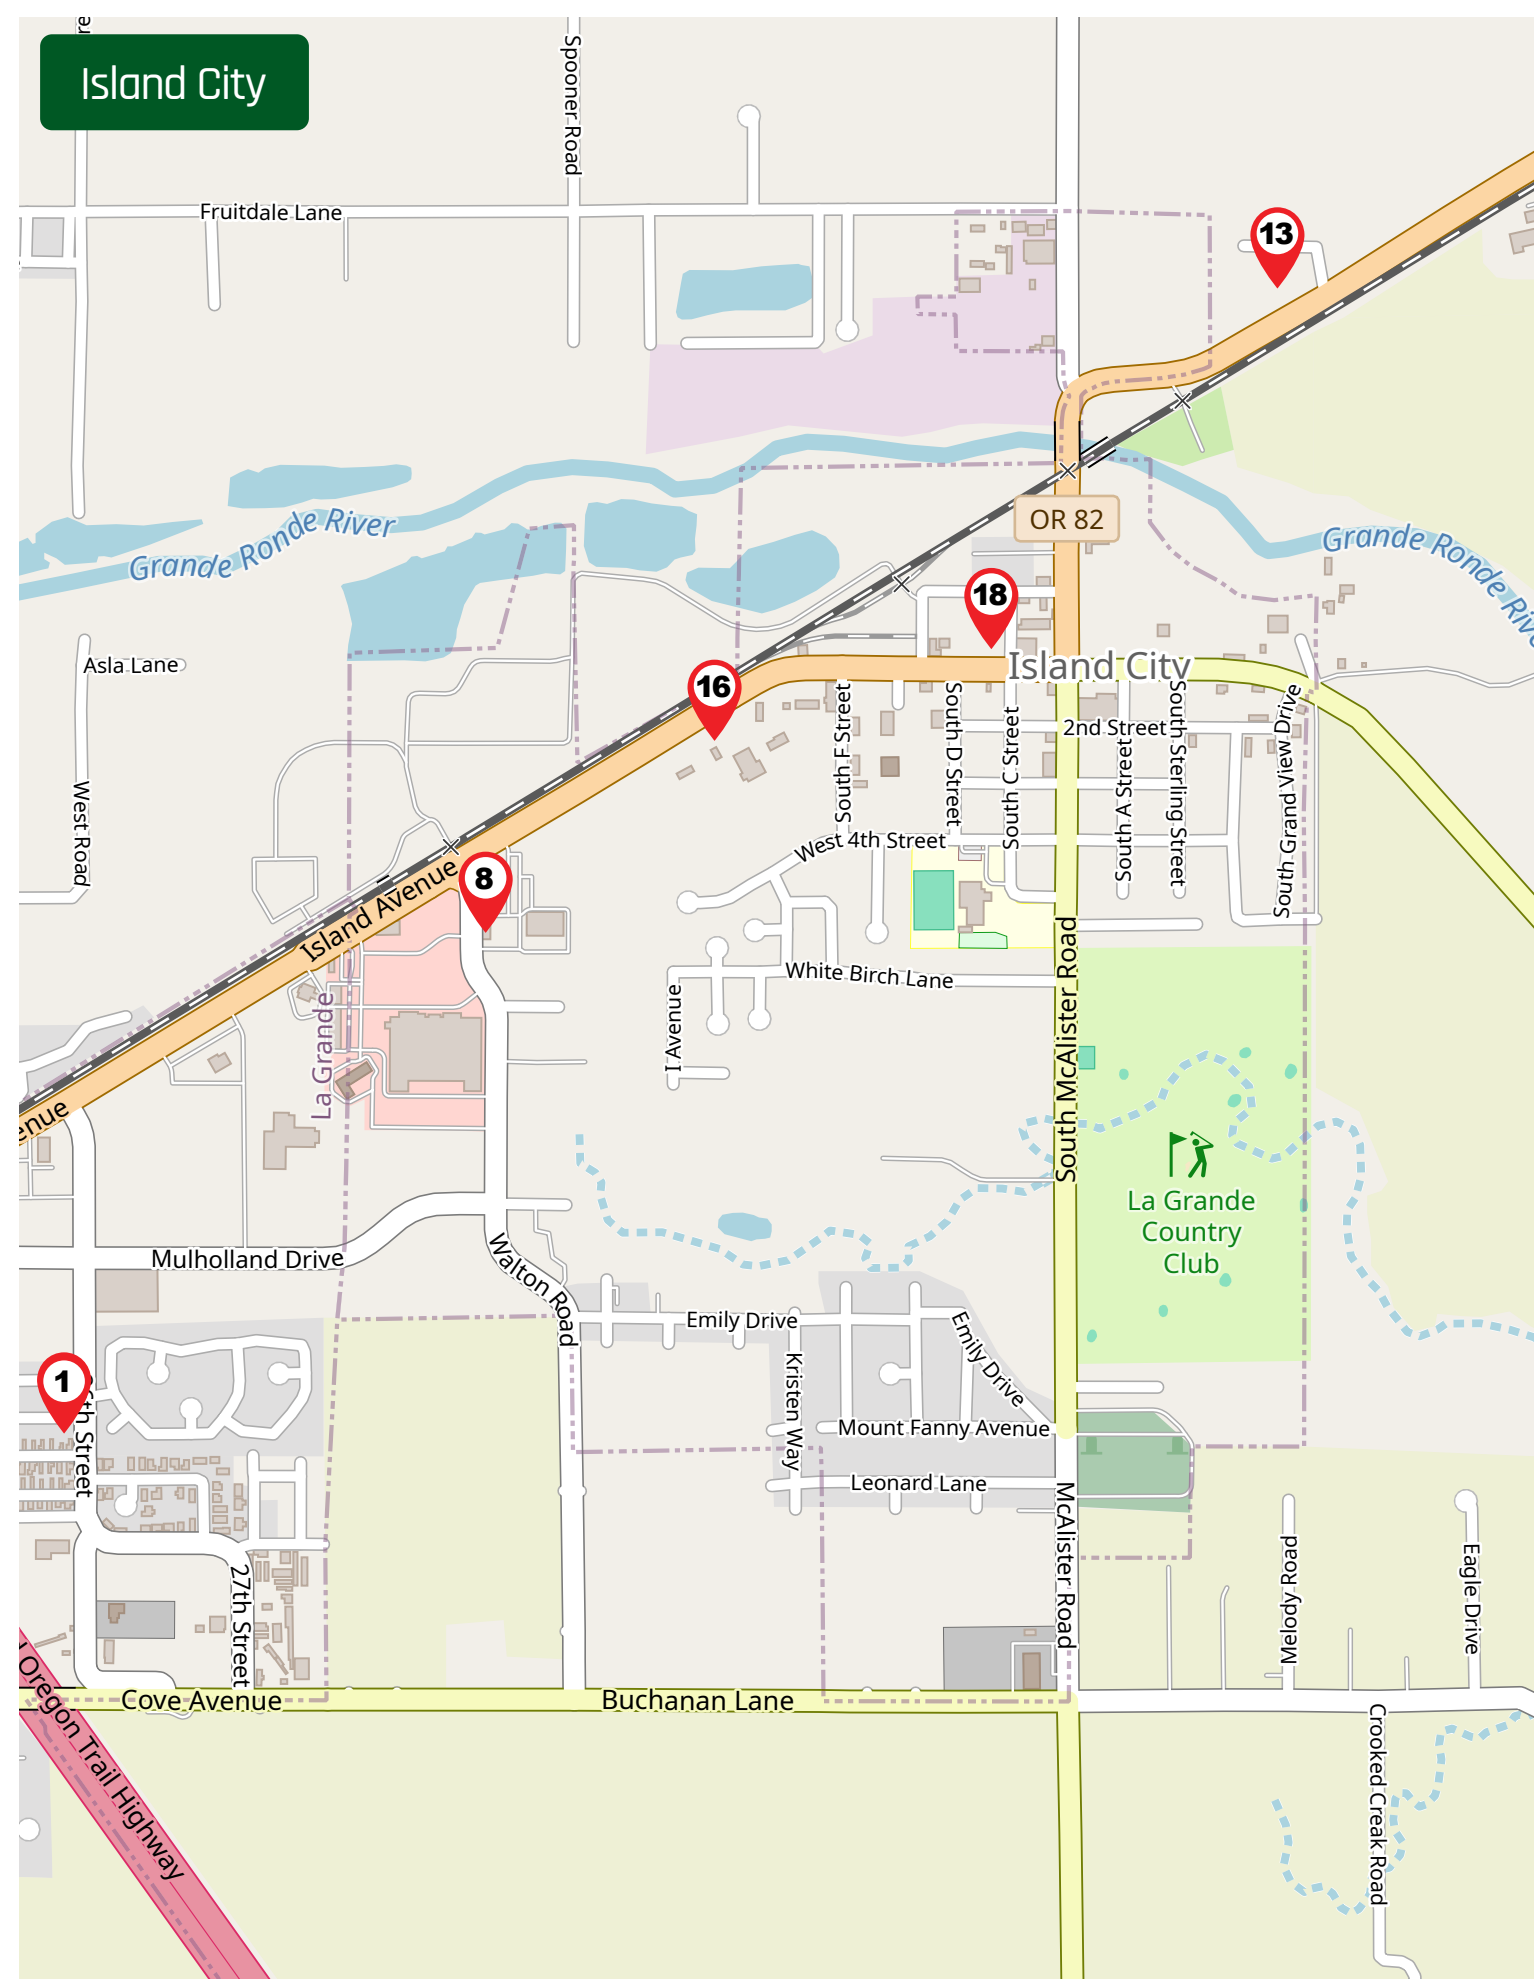 Island City
Spooner Road
Fruitdale Lane
13
Grande Ronde River
OR 82
Grande Ronde
18
Asla Lane
Island City
16
South F Street
South D Street
South C Street
2nd Street
South A Street
South Sterling Street
South Grand View Drive
West Road
West 4th Street
8
Island Avenue
White Birch Lane
I Avenue
South McAlister Road
La Grande
enue
La Grande
Country
Club
Mulholland Drive
Walton Road
Emily Drive
Emily Drive
Kristen Way
1
th Street
Mount Fanny Avenue
Leonard Lane
McAlister Road
Melody Road
Eagle Drive
27th Street
Cove Avenue
Buchanan Lane
Oregon Trail Highway
Crooked Creak Road